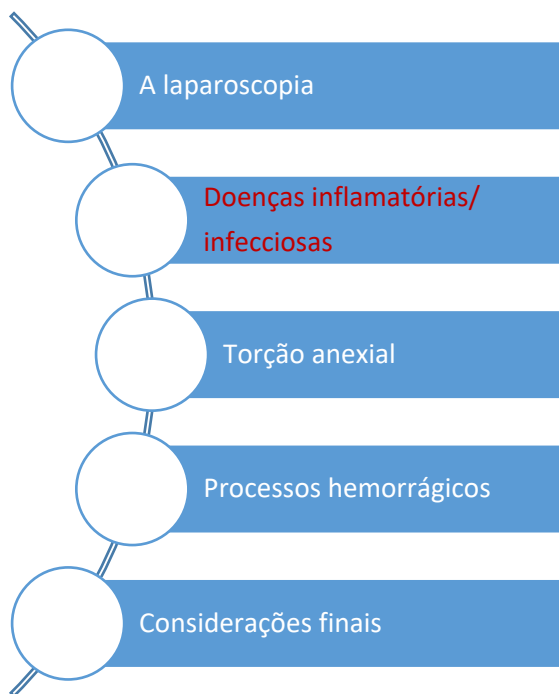 A laparoscopia
Doenças inflamatórias/
infecciosas
Torção anexial
Processos hemorrágicos
Considerações finais